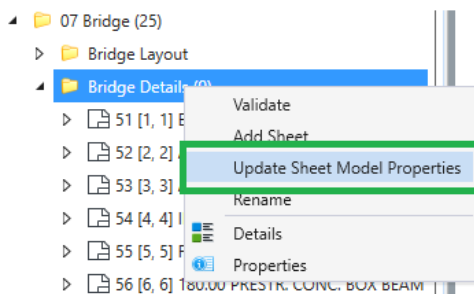 07 Bridge (25)
Bridge Layout
Bridge Details (9)
51 [1, 1]
52 [2, 2]
53 [3, 3]
54 [4, 4]
55 [5, 5]
56 [6, 6] 180.00 PRESTR. CONC. BOX BEAM
Validate
Add Sheet
Update Sheet Model Properties
Rename
Details
Properties